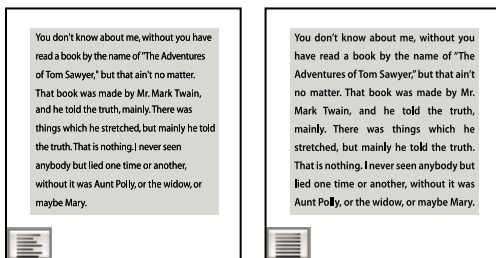 You don't know about me, without you have
read a book by the name of "The Adventures
of Tom Sawyer," but that ain't no matter.
That book was made by Mr. Mark Twain,
and he told the truth, mainly. There was
things which he stretched, but mainly he told
the truth. That is nothing. I never seen
anybody but lied one time or another,
without it was Aunt Polly, or the widow, or
maybe Mary.
You don't know about me, without you
have read a book by the name of "The
Adventures of Tom Sawyer," but that ain't
no matter. That book was made by Mr.
Mark Twain, and he told the truth,
mainly. There was things which he
stretched, but mainly he told the truth.
That is nothing. I never seen anybody but
lied one time or another, without it was
Aunt Polly, or the widow, or maybe Mary.